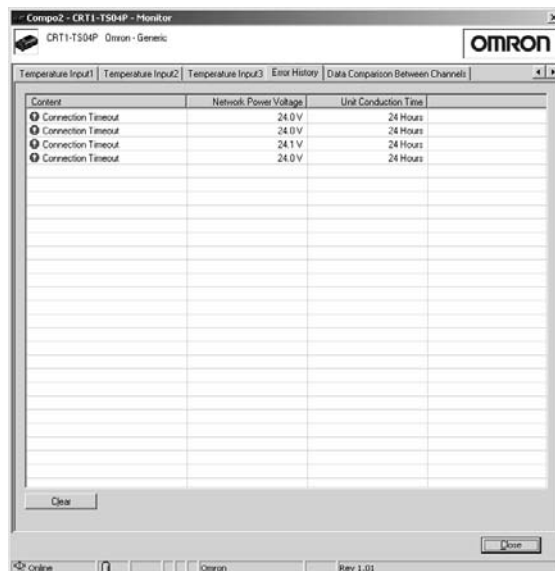 Compo2 - CRT1-TS04P - Monitor
CRT1-TS04P Omron - Generic
OMRON
Temperature Input1 Temperature Input2 Temperature Input3 Error History Data Comparison Between Channels
Content Network Power Voltage Unit Conduction Time
Connection Timeout 24.0 V 24 Hours
Connection Timeout 24.0 V 24 Hours
Connection Timeout 24.1 V 24 Hours
Connection Timeout 24.0 V 24 Hours
Clear
Close
Online Omron Rev 1.01